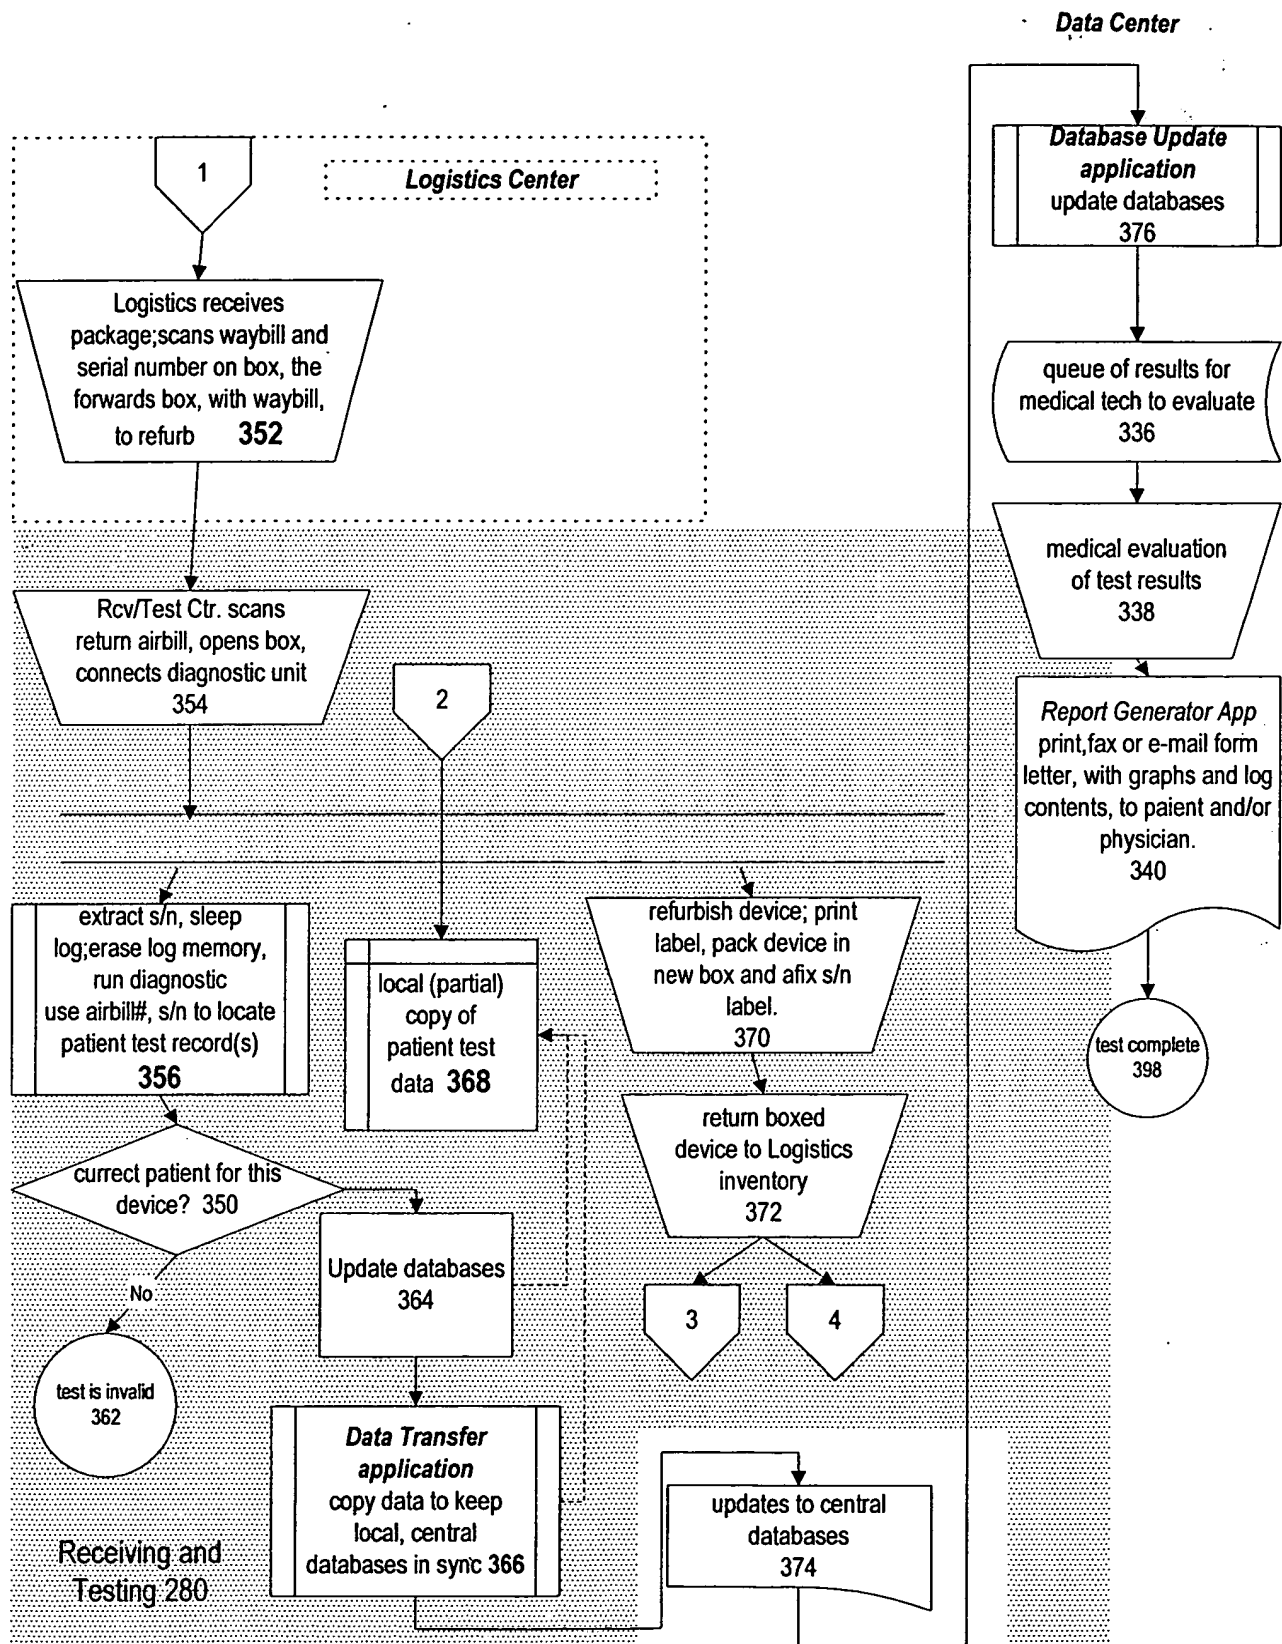 Data Center
1
Logistics Center
Logistics receives
package;scans waybill and
serial number on box, the
forwards box, with waybill,
to refurb 352
Rcv/Test Ctr. scans
return airbill, opens box,
connects diagnostic unit
354
2
extract s/n, sleep
log;erase log memory,
run diagnostic
use airbill#, s/n to locate
patient test record(s)
356
local (partial)
copy of
patient test
data 368
refurbish device; print
label, pack device in
new box and afix s/n
label.
370
currect patient for this
device? 350
return boxed
device to Logistics
inventory
372
No
Update databases
364
3
4
test is invalid
362
Data Transfer
application
copy data to keep
local, central
databases in sync 366
updates to central
databases
374
Receiving and
Testing 280
Database Update
application
update databases
376
queue of results for
medical tech to evaluate
336
medical evaluation
of test results
338
Report Generator App
print,fax or e-mail form
letter, with graphs and log
contents, to paient and/or
physician.
340
test complete
398